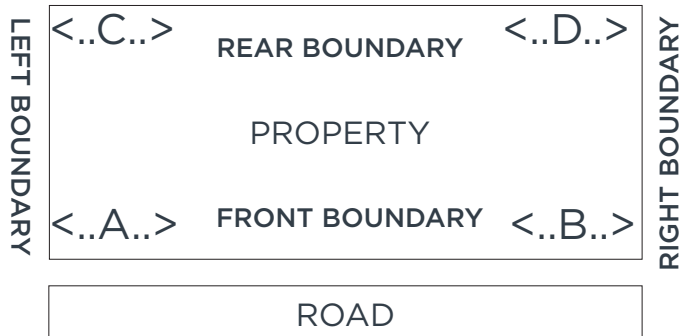 <..C..> REAR BOUNDARY <..D..>
LEFT BOUNDARY
PROPERTY
RIGHT BOUNDARY
<..A..> FRONT BOUNDARY <..B..>
ROAD